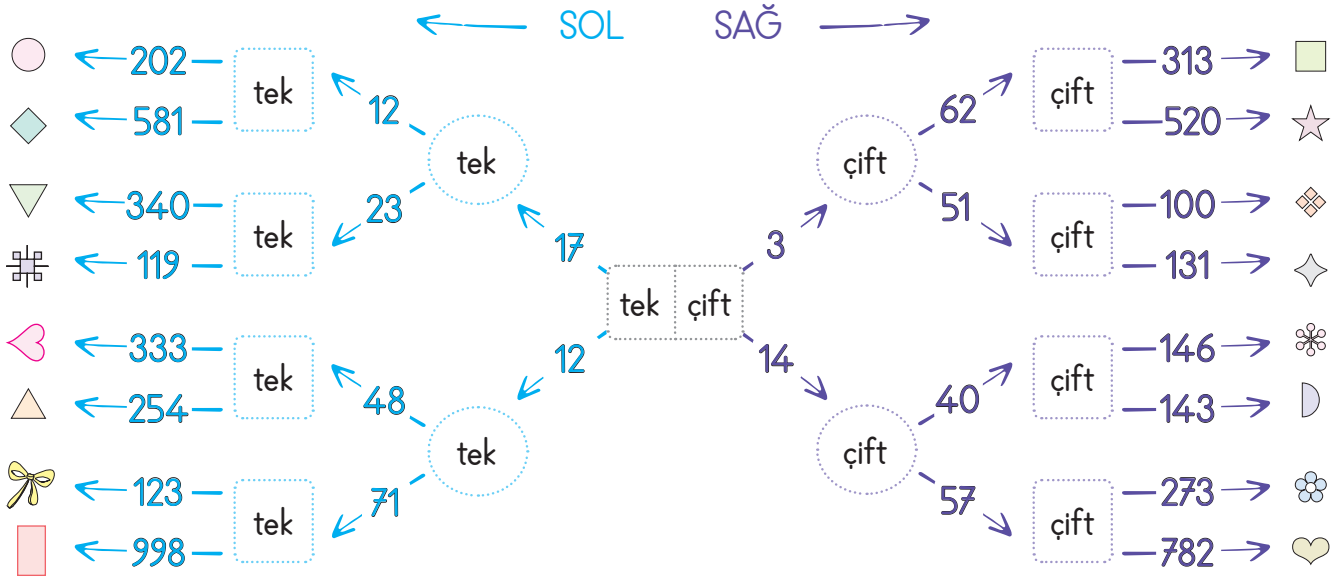 SOL SAĞ
202 tek 12 62 çift 313
581 tek çift 520
340 tek 23 51 çift 100
119 17 3 131
tek çift
333 tek 12 14 çift 146
254 48 40 143
tek çift
123 tek 71 57 çift 273
998 782